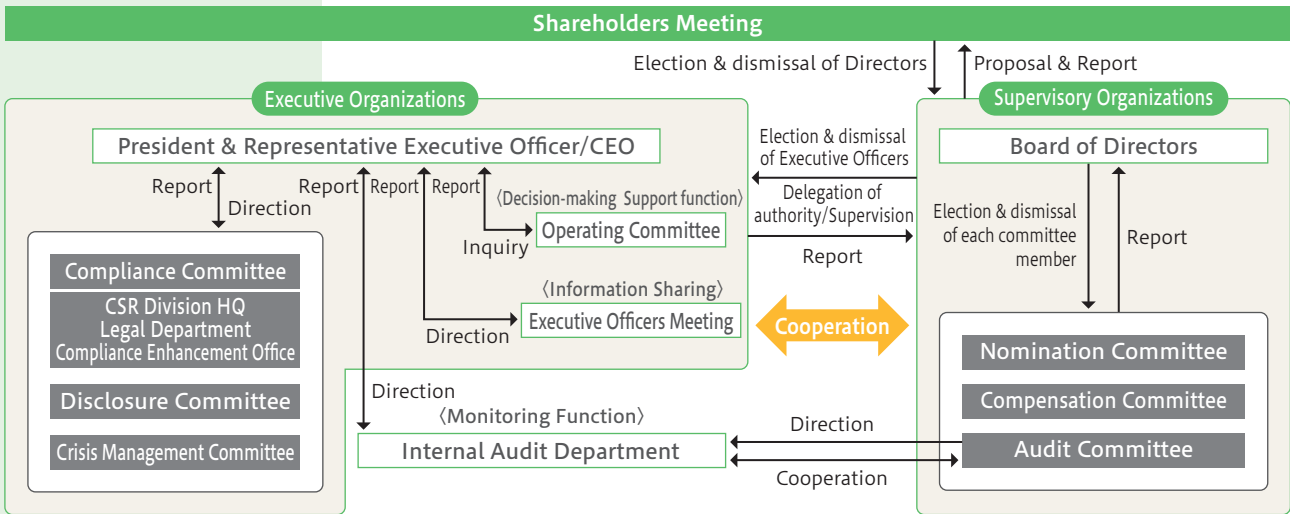 Shareholders Meeting
Election & dismissal of Directors
Proposal & Report
Executive Organizations
Supervisory Organizations
President & Representative Executive Officer/CEO
Election & dismissal
of Executive Officers
Board of Directors
Report
Direction
Report
Report
Report
〈Decision-making Support function〉
Operating Committee
Inquiry
Delegation of
authority/Supervision
Report
Election & dismissal
of each committee
member
Report
Compliance Committee
CSR Division HQ
Legal Department
Compliance Enhancement Office
Disclosure Committee
Crisis Management Committee
〈Information Sharing〉
Executive Officers Meeting
Direction
Cooperation
Nomination Committee
Compensation Committee
Audit Committee
Direction
〈Monitoring Function〉
Internal Audit Department
Direction
Cooperation